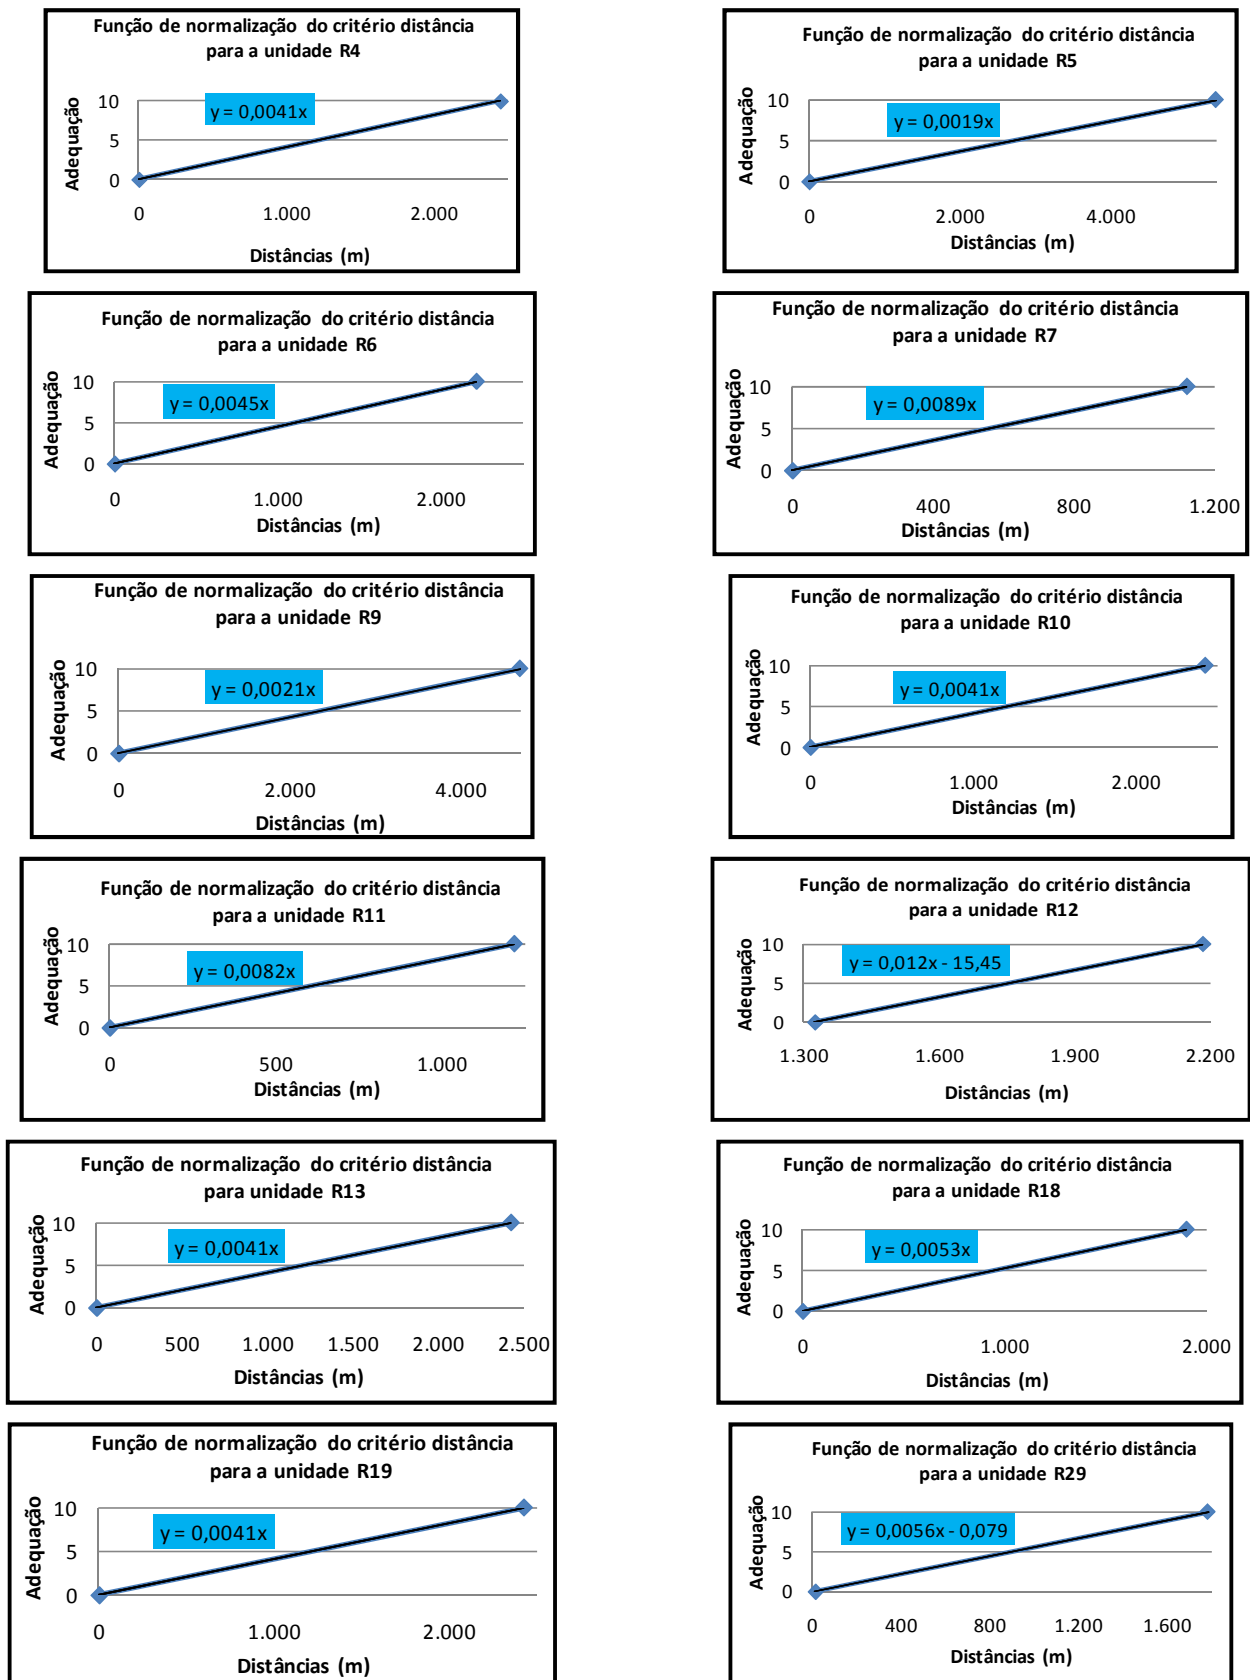 Função de normalização do critério distância
para a unidade R4
Adequação
10
5
0
y = 0,0041x
0 1.000 2.000
Distâncias (m)
Função de normalização do critério distância
para a unidade R5
Adequação
10
5
0
y = 0,0019x
0 2.000 4.000
Distâncias (m)
Função de normalização do critério distância
para a unidade R6
Adequação
10
5
0
y = 0,0045x
0 1.000 2.000
Distâncias (m)
Função de normalização do critério distância
para a unidade R7
Adequação
10
5
0
y = 0,0089x
0 400 800 1.200
Distâncias (m)
Função de normalização do critério distância
para a unidade R9
Adequação
10
5
0
y = 0,0021x
0 2.000 4.000
Distâncias (m)
Função de normalização do critério distância
para a unidade R10
Adequação
10
5
0
y = 0,0041x
0 1.000 2.000
Distâncias (m)
Função de normalização do critério distância
para a unidade R11
Adequação
10
5
0
y = 0,0082x
0 500 1.000
Distâncias (m)
Função de normalização do critério distância
para a unidade R12
Adequação
10
5
0
y = 0,012x - 15,45
1.300 1.600 1.900 2.200
Distâncias (m)
Função de normalização do critério distância
para unidade R13
Adequação
10
5
0
y = 0,0041x
0 500 1.000 1.500 2.000 2.500
Distâncias (m)
Função de normalização do critério distância
para a unidade R18
Adequação
10
5
0
y = 0,0053x
0 1.000 2.000
Distâncias (m)
Função de normalização do critério distância
para a unidade R19
Adequação
10
5
0
y = 0,0041x
0 1.000 2.000
Distâncias (m)
Função de normalização do critério distância
para a unidade R29
Adequação
10
5
0
y = 0,0056x - 0,079
0 400 800 1.200 1.600
Distâncias (m)